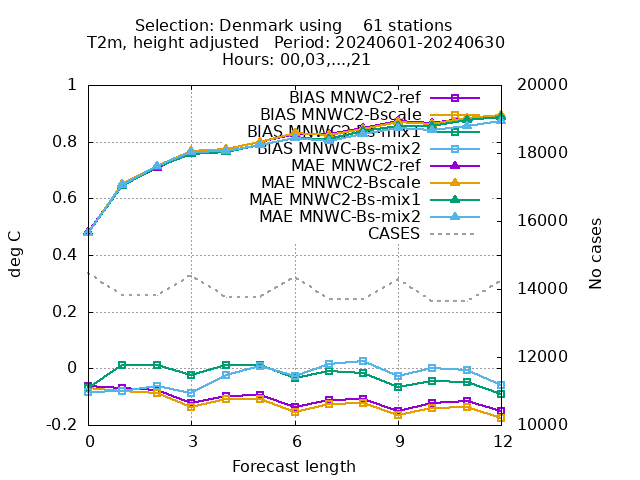 Selection: Denmark using    61 stations
T2m, height adjusted   Period: 20240601-20240630
Hours: 00,03,...,21
1
0.8
0.6
0.4
0.2
0
-0.2
deg C
20000
18000
16000
14000
12000
10000
No cases
BIAS MNWC2-ref
BIAS MNWC2-Bscale
BIAS MNWC2-Bs-mix1
BIAS MNWC-Bs-mix2
MAE MNWC2-ref
MAE MNWC2-Bscale
MAE MNWC2-Bs-mix1
MAE MNWC-Bs-mix2
CASES
0 3 6 9 12
Forecast length